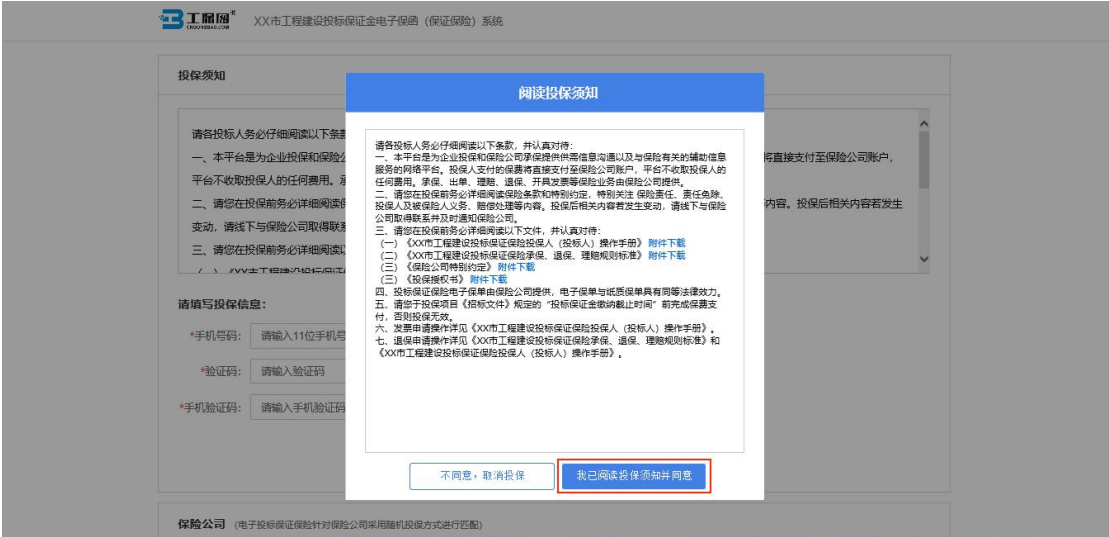 工保网®
XX市工程建设投标保证金电子保函（保证保险）系统
投保须知
请各投标人务必仔细阅读以下条款
一、本平台是为企业投保和保险公
将直接支付至保险公司账户，
平台不收取投保人的任何费用。
二、请您在投保前务必详细阅读保
内容。投保后相关内容若发生
变动，请线下与保险公司取得联系
三、请您在投保前务必详细阅读以
请填写投保信息：
*手机号码： 请输入11位手机号
*验证码： 请输入验证码
*手机验证码： 请输入手机验证码
阅读投保须知
请各投标人务必仔细阅读以下条款，并认真对待：
一、本平台是为企业投保和保险公司承保提供供需信息沟通以及与保险有关的辅助信息
服务的网络平台。投保人支付的保费将直接支付至保险公司账户，平台不收取投保人的
任何费用。承保、出单、理赔、退保、开具发票等保险业务由保险公司提供。
二、请您在投保前务必详细阅读保险条款和特别约定，特别关注 保险责任、责任免除、
投保人及被保险人义务、赔偿处理等内容。投保后相关内容若发生变动，请线下与保险
公司取得联系并及时通知保险公司。
三、请您在投保前务必详细阅读以下文件，并认真对待：
（一）《XX市工程建设投标保证保险投保人（投标人）操作手册》 附件下载
（二）《XX市工程建设投标保证保险承保、退保、理赔规则标准》 附件下载
（三）《保险公司特别约定》 附件下载
（三）《投保授权书》 附件下载
四、投标保证保险电子保单由保险公司提供，电子保单与纸质保单具有同等法律效力。
五、请您于投保项目《招标文件》规定的“投标保证金缴纳截止时间”前完成保费支
付，否则投保无效。
六、发票申请操作详见《XX市工程建设投标保证保险投保人（投标人）操作手册》。
七、退保申请操作详见《XX市工程建设投标保证保险承保、退保、理赔规则标准》和
《XX市工程建设投标保证保险投保人（投标人）操作手册》。
不同意，取消投保
我已阅读投保须知并同意
保险公司 (电子投标保证保险针对保险公司采用随机投保方式进行匹配)